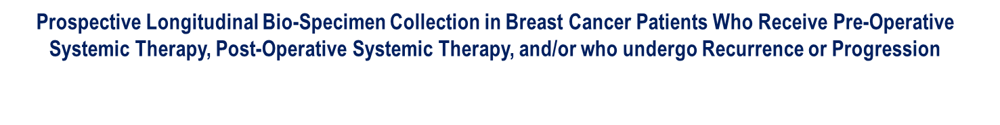 Prospective Longitudinal Bio-Specimen Collection in Breast Cancer Patients Who Receive Pre-Operative
Systemic Therapy, Post-Operative Systemic Therapy, and/or who undergo Recurrence or Progression